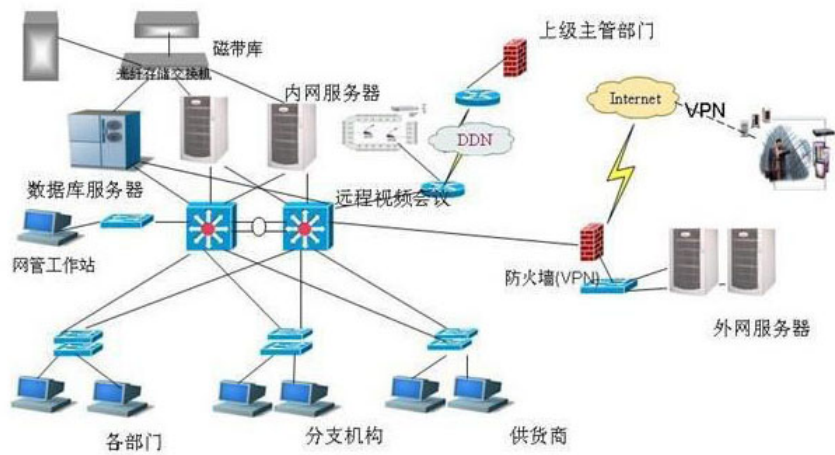 磁带库
上级主管部门
光纤存储交换机
内网服务器
Internet
VPN
DDN
数据库服务器
远程视频会议
网管工作站
防火墙(VPN)
外网服务器
各部门
分支机构
供货商